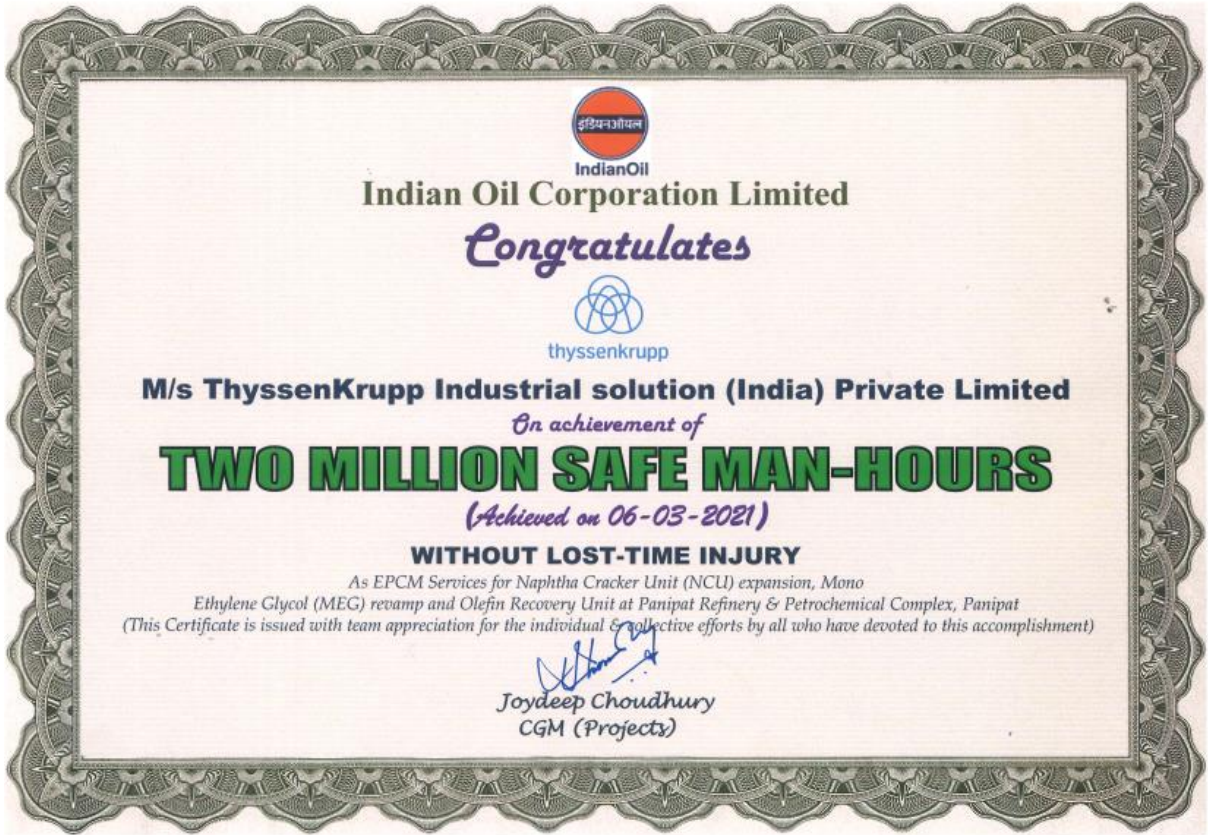 इंडियनऑयल
IndianOil
Indian Oil Corporation Limited
Congratulates
thyssenkrupp
M/s ThyssenKrupp Industrial solution (India) Private Limited
On achievement of
TWO MILLION SAFE MAN-HOURS
(Achieved on 06-03-2021)
WITHOUT LOST-TIME INJURY
As EPCM Services for Naphtha Cracker Unit (NCU) expansion, Mono
Ethylene Glycol (MEG) revamp and Olefin Recovery Unit at Panipat Refinery & Petrochemical Complex, Panipat
(This Certificate is issued with team appreciation for the individual & collective efforts by all who have devoted to this accomplishment)
Joydeep Choudhury
CGM (Projects)